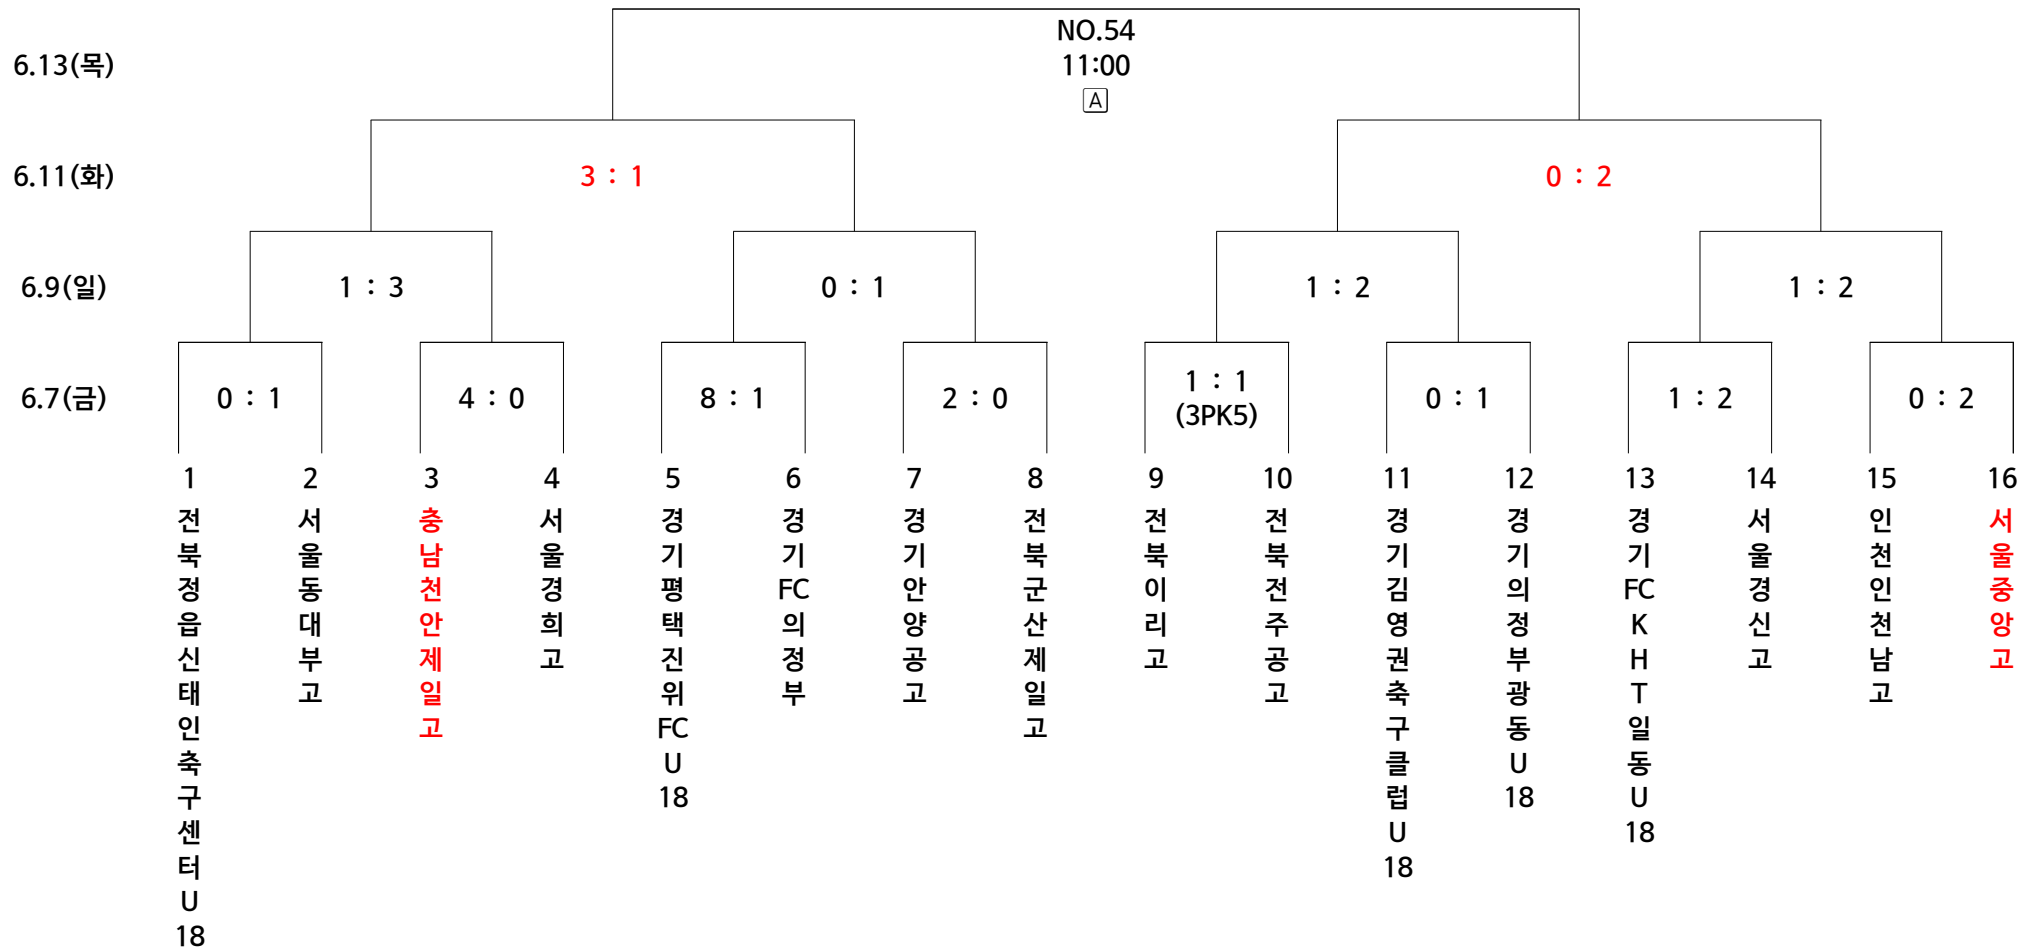 NO.54
6.13(목)
11:00
A
6.11(화)
3 : 1
0 : 2
6.9(일)
1 : 3
0 : 1
1 : 2
1 : 2
6.7(금)
0 : 1
4 : 0
8 : 1
2 : 0
1 : 1
(3PK5)
0 : 1
1 : 2
0 : 2
1
2
3
4
5
6
7
8
9
10
11
12
13
14
15
16
전북정읍신태인축구센터U18
서울동대부고
충남천안제일고
서울경희고
경기평택진위FCU18
경기FC의정부
경기안양공고
전북군산제일고
전북이리고
전북전주공고
경기김영권축구클럽U18
경기의정부광동U18
경기FCKHT일동U18
서울경신고
인천인천남고
서울중앙고